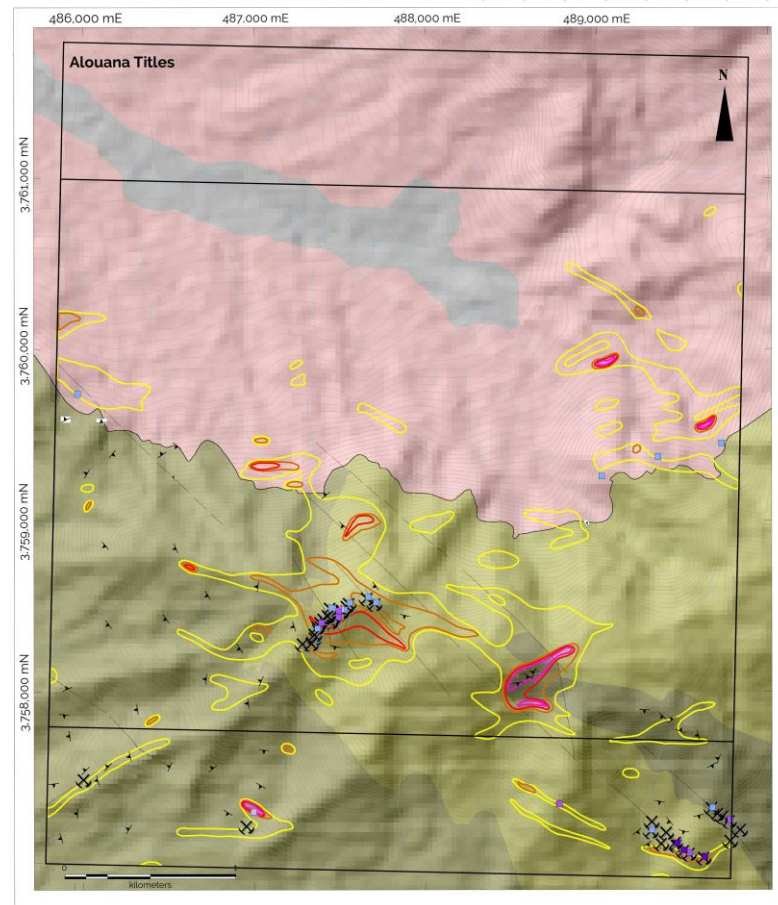 486,000 mE
487,000 mE
488,000 mE
489,000 mE
Alouana Titles
N
3,761,000 mN
3,760,000 mN
3,759,000 mN
3,758,000 mN
0
1
kilometers